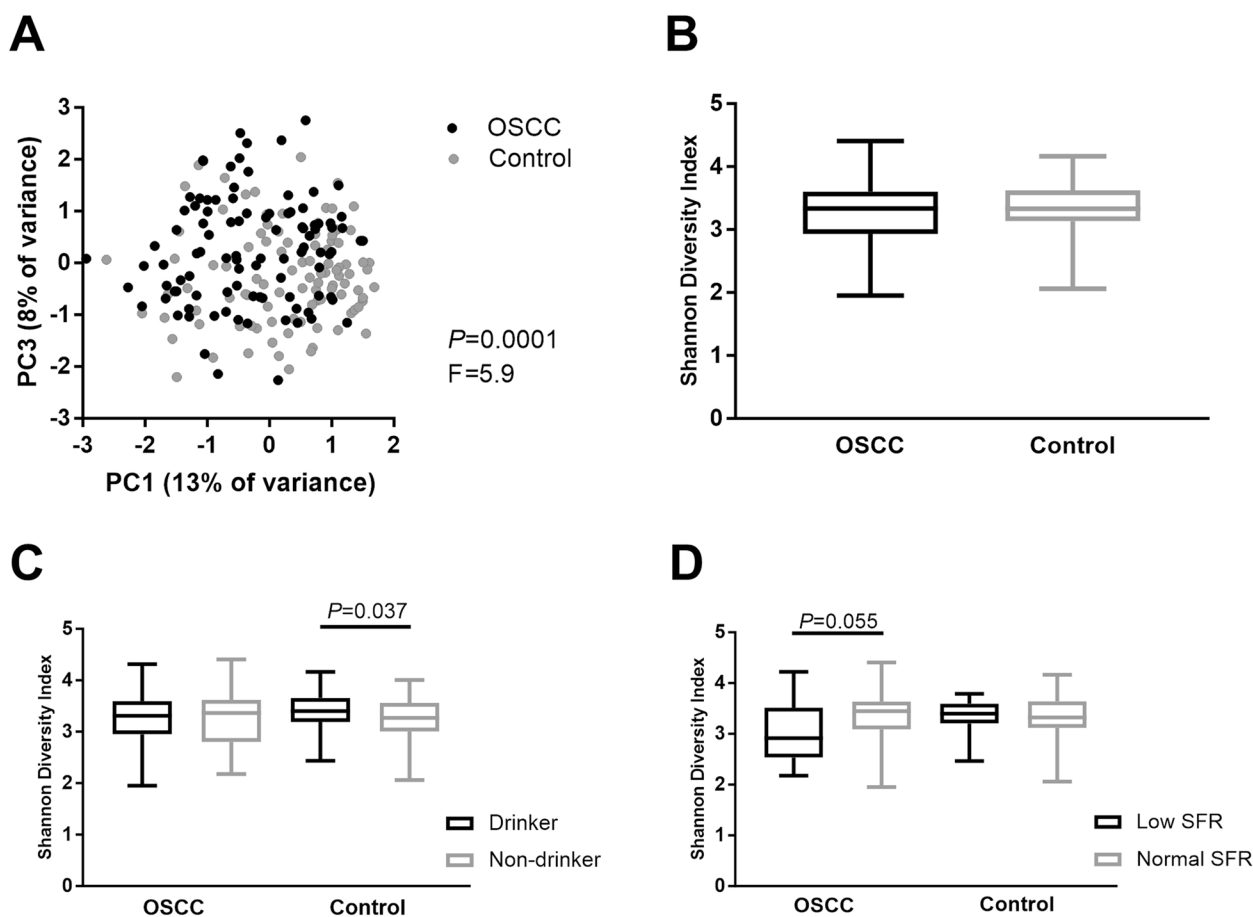 A
3
2
1
0
-1
-2
-3
PC3 (8% of variance)
-3 -2 -1 0 1 2
PC1 (13% of variance)
OSCC
Control
P=0.0001
F=5.9
B
5
4
3
2
1
0
Shannon Diversity Index
OSCC Control
C
5
4
3
2
1
0
Shannon Diversity Index
P=0.037
Drinker
Non-drinker
OSCC Control
D
5
4
3
2
1
0
Shannon Diversity Index
P=0.055
Low SFR
Normal SFR
OSCC Control